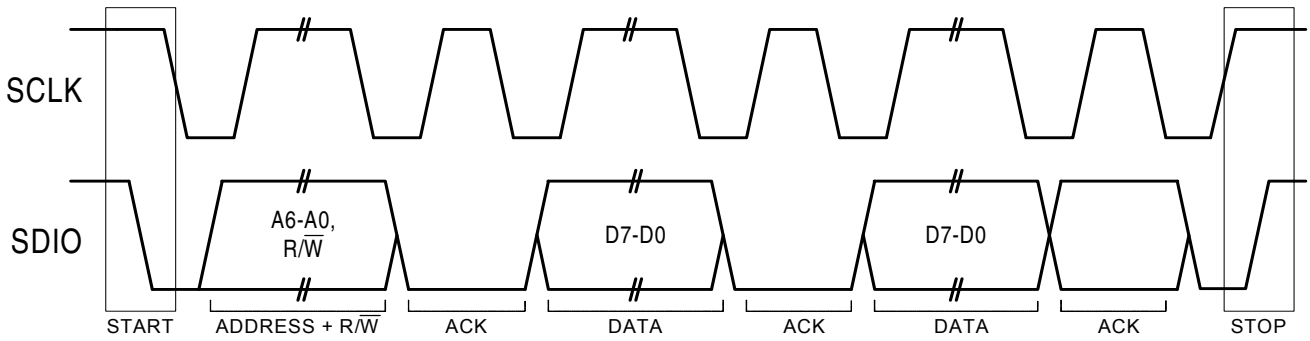 SCLK
SDIO
A6-A0,
R/W̅
D7-D0
D7-D0
START
ADDRESS + R/W̅
ACK
DATA
ACK
DATA
ACK
STOP